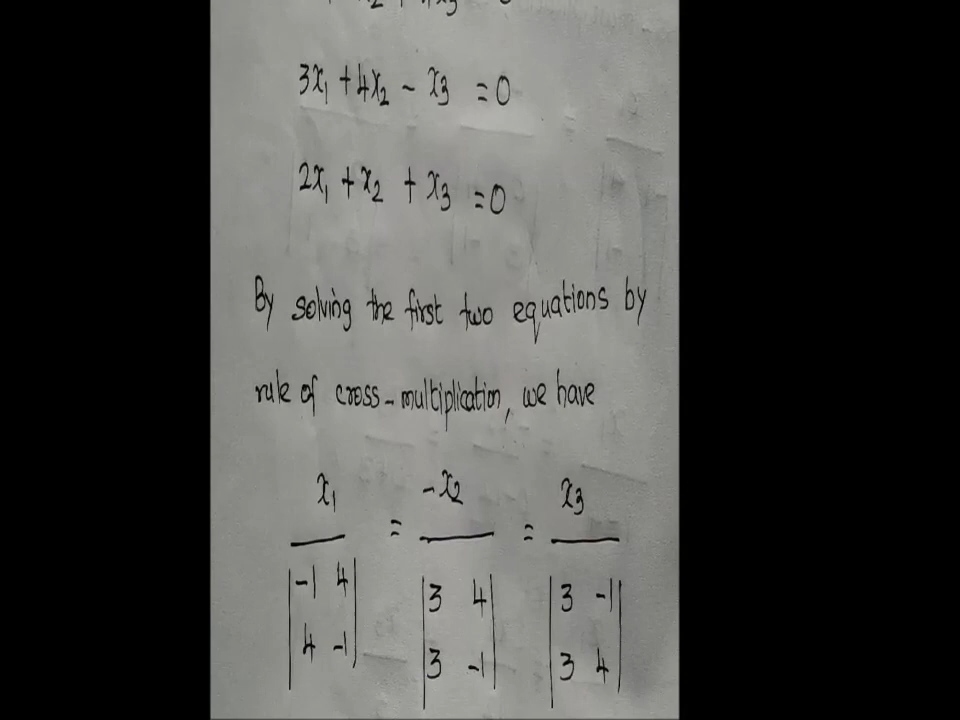 3x₁ + 4x₂ - x₃ = 0
2x₁ + x₂ + x₃ = 0
By solving the first two equations by
rule of cross-multiplication, we have
x₁ = -x₂ = x₃
|-1 4| |3 4| |3 -1|
|4 -1| |3 -1| |3 4|